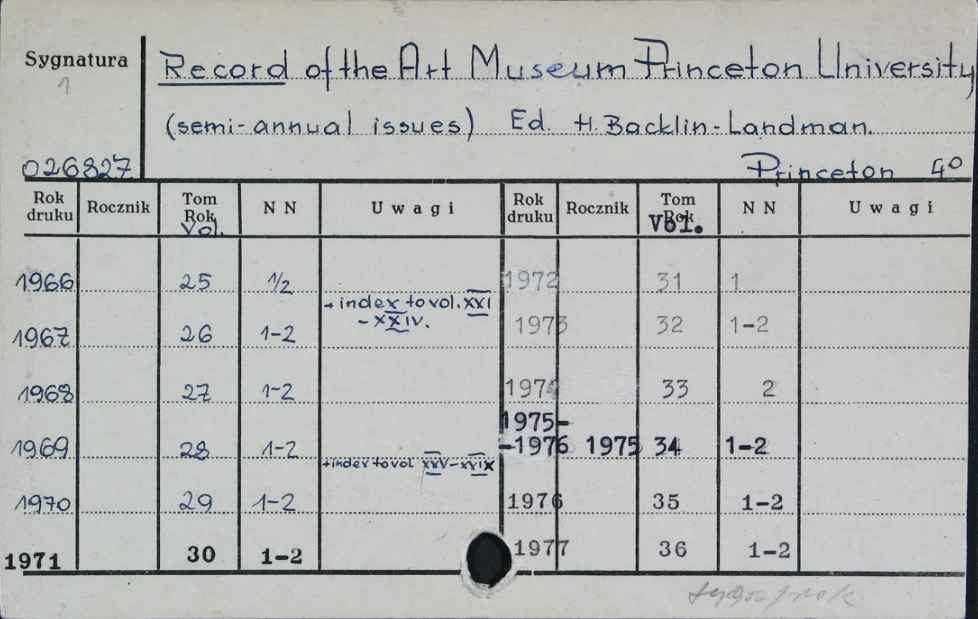 Sygnatura
1
026827
Record of the Art Museum Princeton University
(semi-annual issues) Ed. H. Backlin-Landman.
Princeton 4°
Rok druku Rocznik Tom Rok Vol. NN Uwagi Rok druku Rocznik Tom Rok Vol. NN Uwagi
1966 25 1/2
+ index to vol. XXI
- XXIV.
1967 26 1-2
1968 27 1-2
1969 28 1-2
+ index to vol XXV-XXIX
1970 29 1-2
1971 30 1-2
1972 31 1
1973 32 1-2
1974 33 2
1975-
-1976 1975 34 1-2
1976 35 1-2
1977 36 1-2